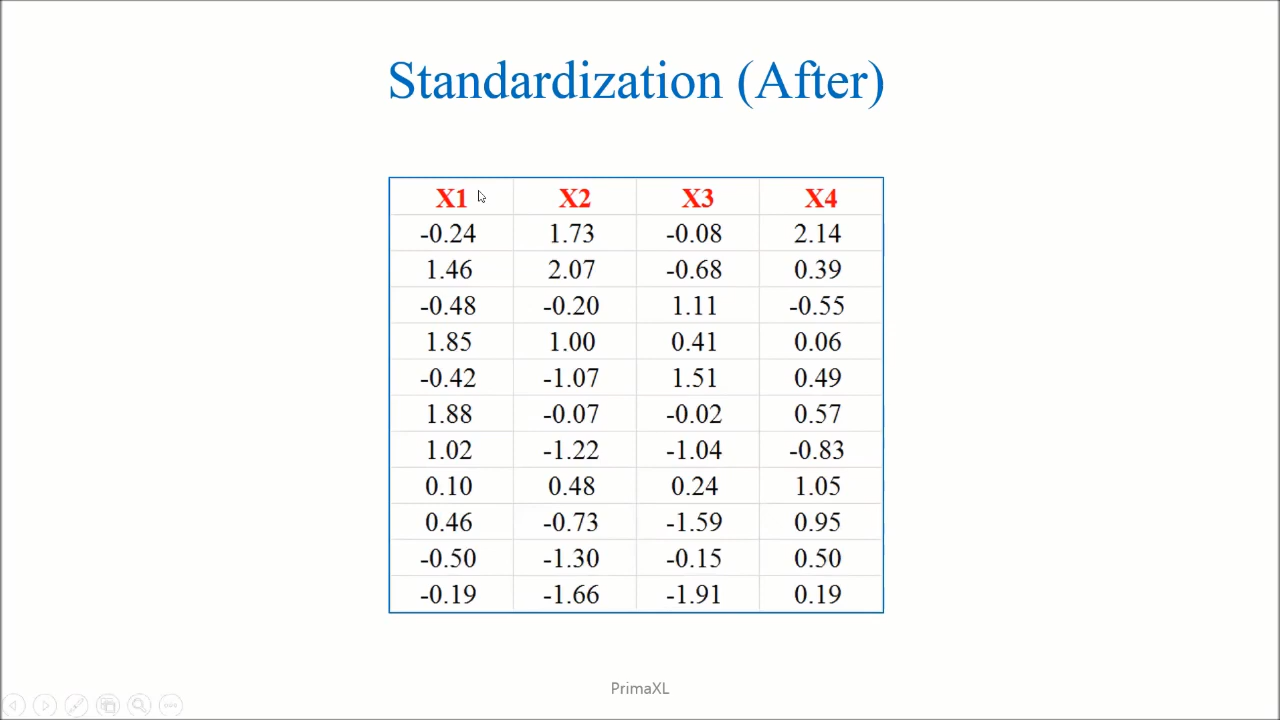 Standardization (After)
X1 X2 X3 X4
-0.24 1.73 -0.08 2.14
1.46 2.07 -0.68 0.39
-0.48 -0.20 1.11 -0.55
1.85 1.00 0.41 0.06
-0.42 -1.07 1.51 0.49
1.88 -0.07 -0.02 0.57
1.02 -1.22 -1.04 -0.83
0.10 0.48 0.24 1.05
0.46 -0.73 -1.59 0.95
-0.50 -1.30 -0.15 0.50
-0.19 -1.66 -1.91 0.19
PrimaXL